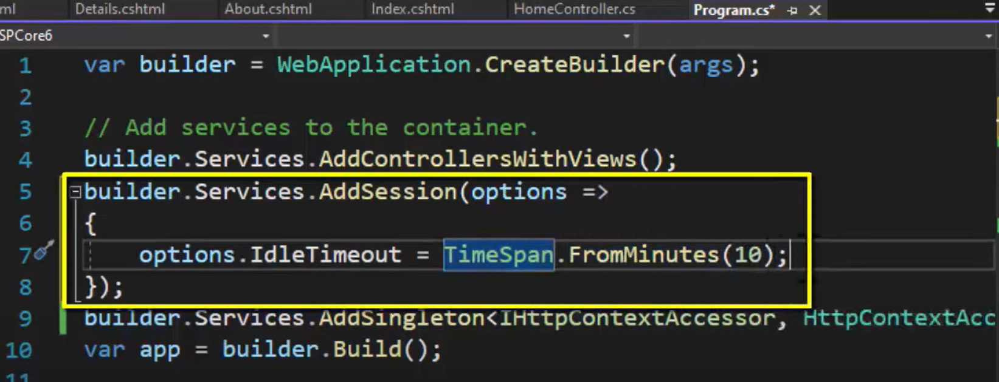 ml Details.cshtml About.cshtml Index.cshtml HomeController.cs Program.cs*
SPCore6
1 var builder = WebApplication.CreateBuilder(args);
2
3 // Add services to the container.
4 builder.Services.AddControllersWithViews();
5 builder.Services.AddSession(options =>
6 {
7 options.IdleTimeout = TimeSpan.FromMinutes(10);
8 });
9 builder.Services.AddSingleton<IHttpContextAccessor, HttpContextAcc
10 var app = builder.Build();
11